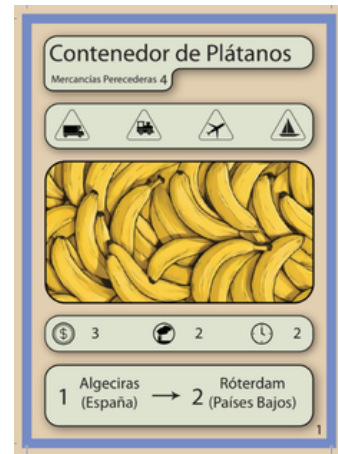 Contenedor de Plátanos
Mercancías Perecederas 4
$ 3 2 2
1 Algeciras (España) → 2 Róterdam (Países Bajos)
1